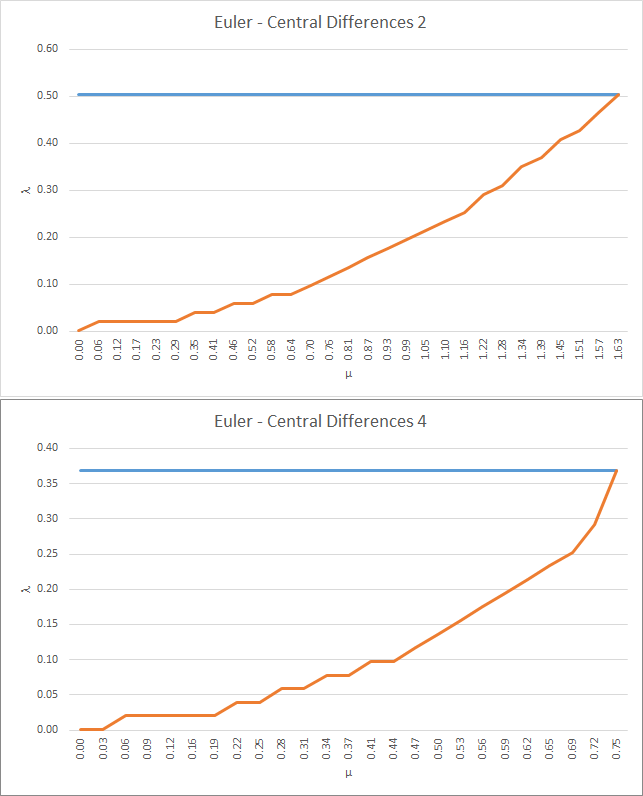 Euler - Central Differences 2
0.60
0.50
0.40
0.30
0.20
0.10
0.00
λ
0.00 0.06 0.12 0.17 0.23 0.29 0.35 0.41 0.46 0.52 0.58 0.64 0.70 0.76 0.81 0.87 0.93 0.99 1.05 1.10 1.16 1.22 1.28 1.34 1.39 1.45 1.51 1.57 1.63
μ
Euler - Central Differences 4
0.40
0.35
0.30
0.25
0.20
0.15
0.10
0.05
0.00
λ
0.00 0.03 0.06 0.09 0.12 0.16 0.19 0.22 0.25 0.28 0.31 0.34 0.37 0.41 0.44 0.47 0.50 0.53 0.56 0.59 0.62 0.65 0.69 0.72 0.75
μ